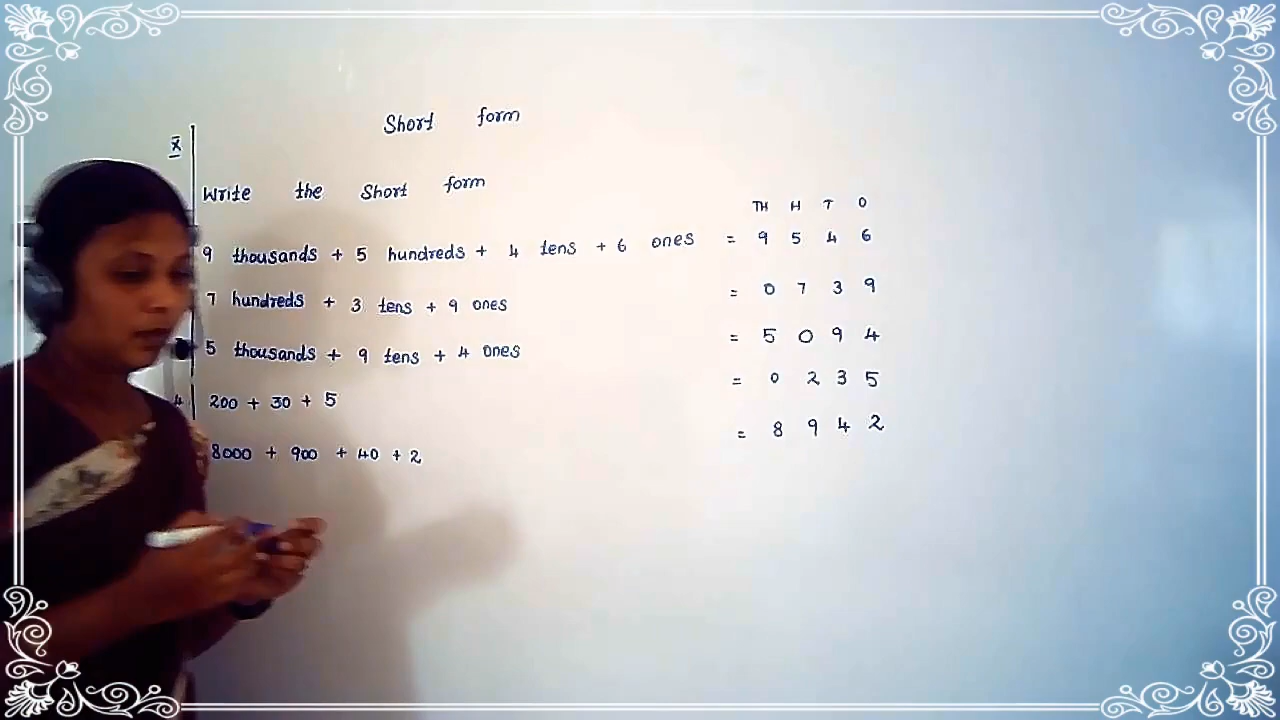 Short form
X
Write the Short form
TH H T O
9 thousands + 5 hundreds + 4 tens + 6 ones = 9 5 4 6
7 hundreds + 3 tens + 9 ones = 0 7 3 9
5 thousands + 9 tens + 4 ones = 5 0 9 4
4 200 + 30 + 5 = 0 2 3 5
8000 + 900 + 40 + 2 = 8 9 4 2